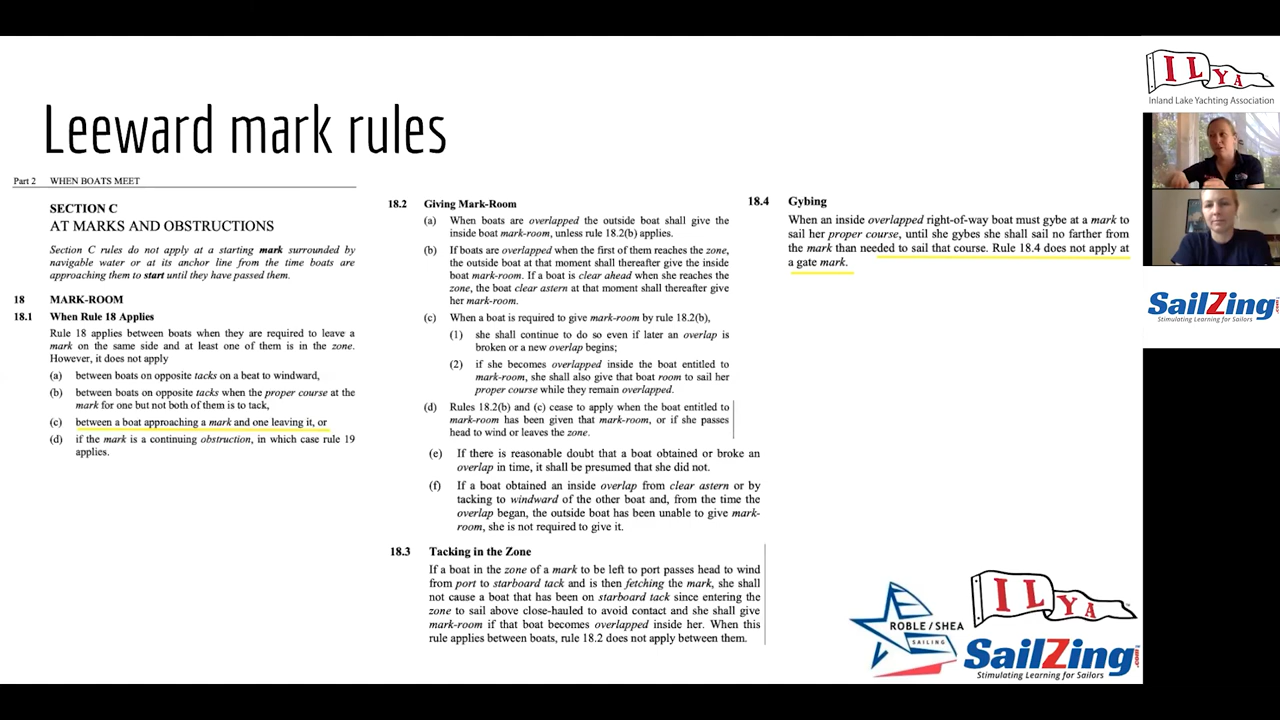 Leeward mark rules
Part 2 WHEN BOATS MEET
SECTION C
AT MARKS AND OBSTRUCTIONS
Section C rules do not apply at a starting mark surrounded by
navigable water or at its anchor line from the time boats are
approaching them to start until they have passed them.
18 MARK-ROOM
18.1 When Rule 18 Applies
Rule 18 applies between boats when they are required to leave a
mark on the same side and at least one of them is in the zone.
However, it does not apply
(a) between boats on opposite tacks on a beat to windward,
(b) between boats on opposite tacks when the proper course at the
mark for one but not both of them is to tack,
(c) between a boat approaching a mark and one leaving it, or
(d) if the mark is a continuing obstruction, in which case rule 19
applies.
18.2 Giving Mark-Room
(a) When boats are overlapped the outside boat shall give the
inside boat mark-room, unless rule 18.2(b) applies.
(b) If boats are overlapped when the first of them reaches the zone,
the outside boat at that moment shall thereafter give the inside
boat mark-room. If a boat is clear ahead when she reaches the
zone, the boat clear astern at that moment shall thereafter give
her mark-room.
(c) When a boat is required to give mark-room by rule 18.2(b),
(1) she shall continue to do so even if later an overlap is
broken or a new overlap begins;
(2) if she becomes overlapped inside the boat entitled to
mark-room, she shall also give that boat room to sail her
proper course while they remain overlapped.
(d) Rules 18.2(b) and (c) cease to apply when the boat entitled to
mark-room has been given that mark-room, or if she passes
head to wind or leaves the zone.
(e) If there is reasonable doubt that a boat obtained or broke an
overlap in time, it shall be presumed that she did not.
(f) If a boat obtained an inside overlap from clear astern or by
tacking to windward of the other boat and, from the time the
overlap began, the outside boat has been unable to give mark-
room, she is not required to give it.
18.3 Tacking in the Zone
If a boat in the zone of a mark to be left to port passes head to wind
from port to starboard tack and is then fetching the mark, she shall
not cause a boat that has been on starboard tack since entering the
zone to sail above close-hauled to avoid contact and she shall give
mark-room if that boat becomes overlapped inside her. When this
rule applies between boats, rule 18.2 does not apply between them.
18.4 Gybing
When an inside overlapped right-of-way boat must gybe at a mark to
sail her proper course, until she gybes she shall sail no farther from
the mark than needed to sail that course. Rule 18.4 does not apply at
a gate mark.
ILYA
Inland Lake Yachting Association
SailZing
Stimulating Learning for Sailors
ROBLE/SHEA
SAILING
ILYA
SailZing
Stimulating Learning for Sailors